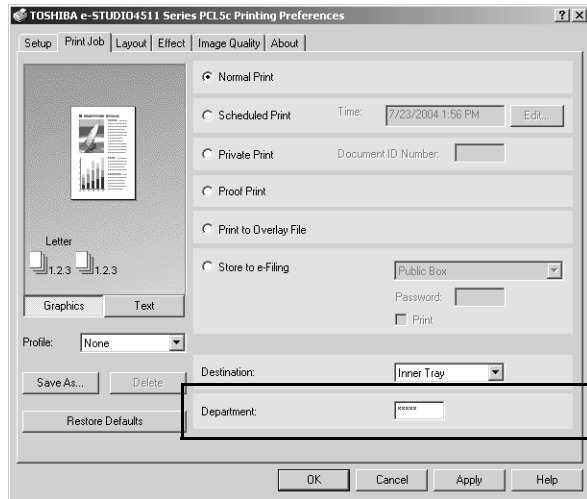 TOSHIBA e-STUDIO4511 Series PCL5c Printing Preferences
Setup Print Job Layout Effect Image Quality About
Normal Print
Scheduled Print Time: 7/23/2004 1:56 PM Edit...
Private Print Document ID Number:
Proof Print
Print to Overlay File
Letter
1.2.3 1.2.3
Store to e-Filing Public Box
Password:
Graphics Text
Print
Profile: None
Destination: Inner Tray
Save As... Delete
Department: *****
Restore Defaults
OK Cancel Apply Help